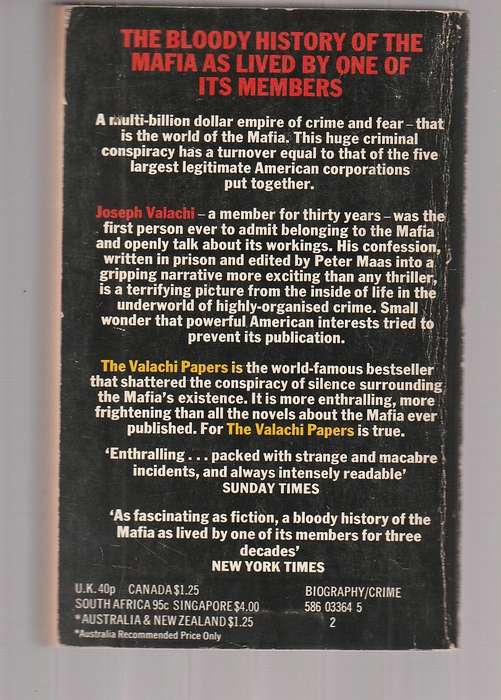 THE BLOODY HISTORY OF THE
MAFIA AS LIVED BY ONE OF
ITS MEMBERS
A multi-billion dollar empire of crime and fear – that
is the world of the Mafia. This huge criminal
conspiracy has a turnover equal to that of the five
largest legitimate American corporations
put together.
Joseph Valachi – a member for thirty years – was the
first person ever to admit belonging to the Mafia
and openly talk about its workings. His confession,
written in prison and edited by Peter Maas into a
gripping narrative more exciting than any thriller,
is a terrifying picture from the inside of life in the
underworld of highly-organised crime. Small
wonder that powerful American interests tried to
prevent its publication.
The Valachi Papers is the world-famous bestseller
that shattered the conspiracy of silence surrounding
the Mafia's existence. It is more enthralling, more
frightening than all the novels about the Mafia ever
published. For The Valachi Papers is true.
'Enthralling . . . packed with strange and macabre
incidents, and always intensely readable'
SUNDAY TIMES
'As fascinating as fiction, a bloody history of the
Mafia as lived by one of its members for three
decades'
NEW YORK TIMES
U.K. 40p CANADA $1.25 BIOGRAPHY/CRIME
SOUTH AFRICA 95c SINGAPORE $4.00 586 03364 5
*AUSTRALIA & NEW ZEALAND $1.25 2
*Australia Recommended Price Only